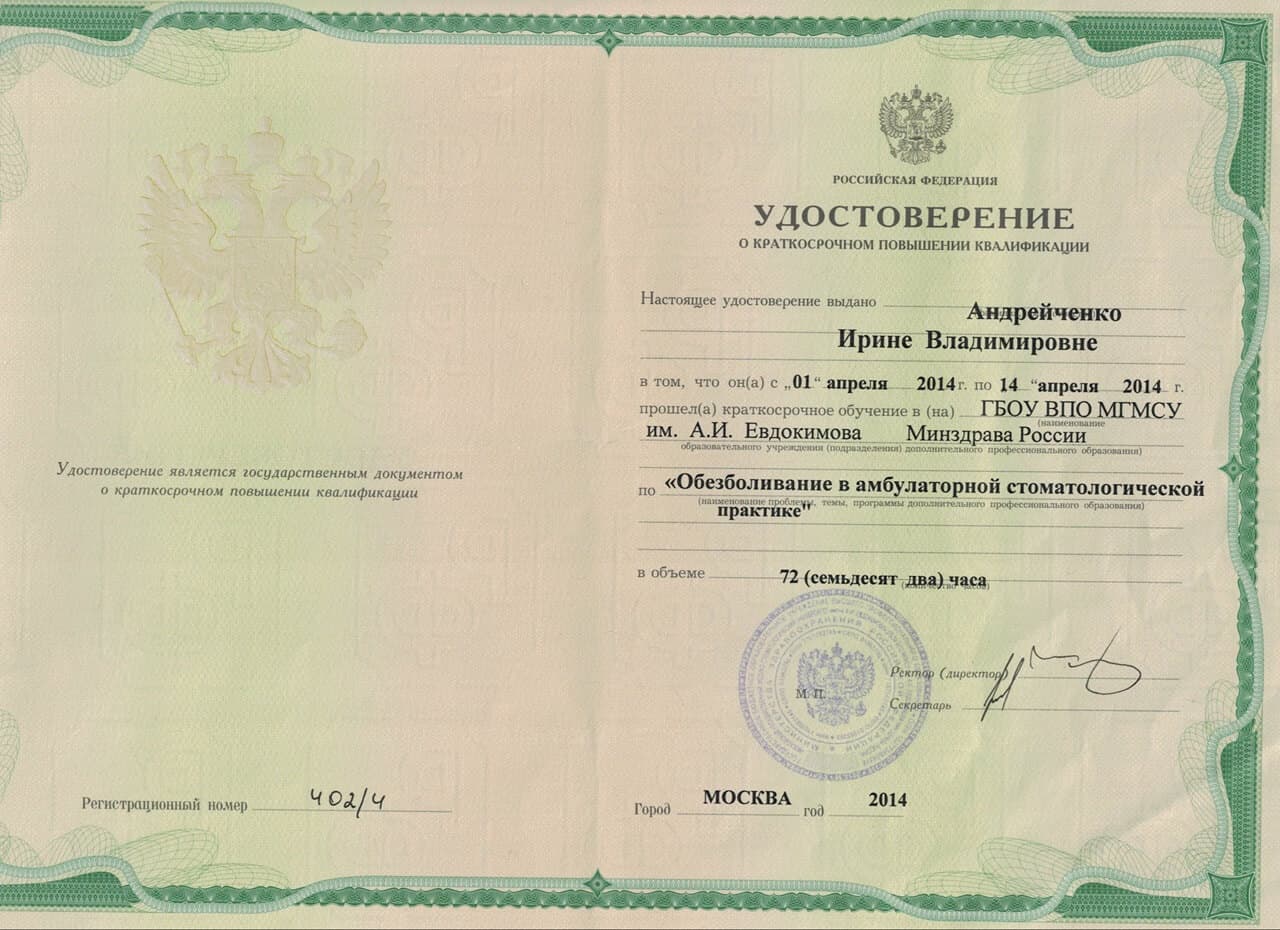 Удостоверение является государственным документом
о краткосрочном повышении квалификации
Регистрационный номер 402/4
РОССИЙСКАЯ ФЕДЕРАЦИЯ
УДОСТОВЕРЕНИЕ
О КРАТКОСРОЧНОМ ПОВЫШЕНИИ КВАЛИФИКАЦИИ
Настоящее удостоверение выдано Андрейченко
Ирине Владимировне
в том, что он(а) с „01“ апреля 2014 г. по 14 “апреля 2014 г.
прошел(а) краткосрочное обучение в (на) ГБОУ ВПО МГМСУ
(наименование
им. А.И. Евдокимова Минздрава России
образовательного учреждения (подразделения) дополнительного профессионального образования)
по «Обезболивание в амбулаторной стоматологической
(наименование проблемы, темы, программы дополнительного профессионального образования)
практике"
в объеме 72 (семьдесят два) часа
(количество часов)
М. П.
Ректор (директор)
Секретарь
Город МОСКВА год 2014